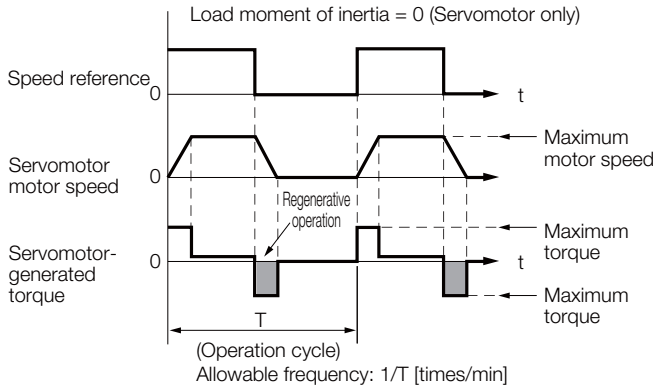 Load moment of inertia = 0 (Servomotor only)
Speed reference
0
t
Servomotor
motor speed
0
Maximum
motor speed
Regenerative
operation
Servomotor-
generated
torque
0
t
Maximum
torque
Maximum
torque
T
(Operation cycle)
Allowable frequency: 1/T [times/min]